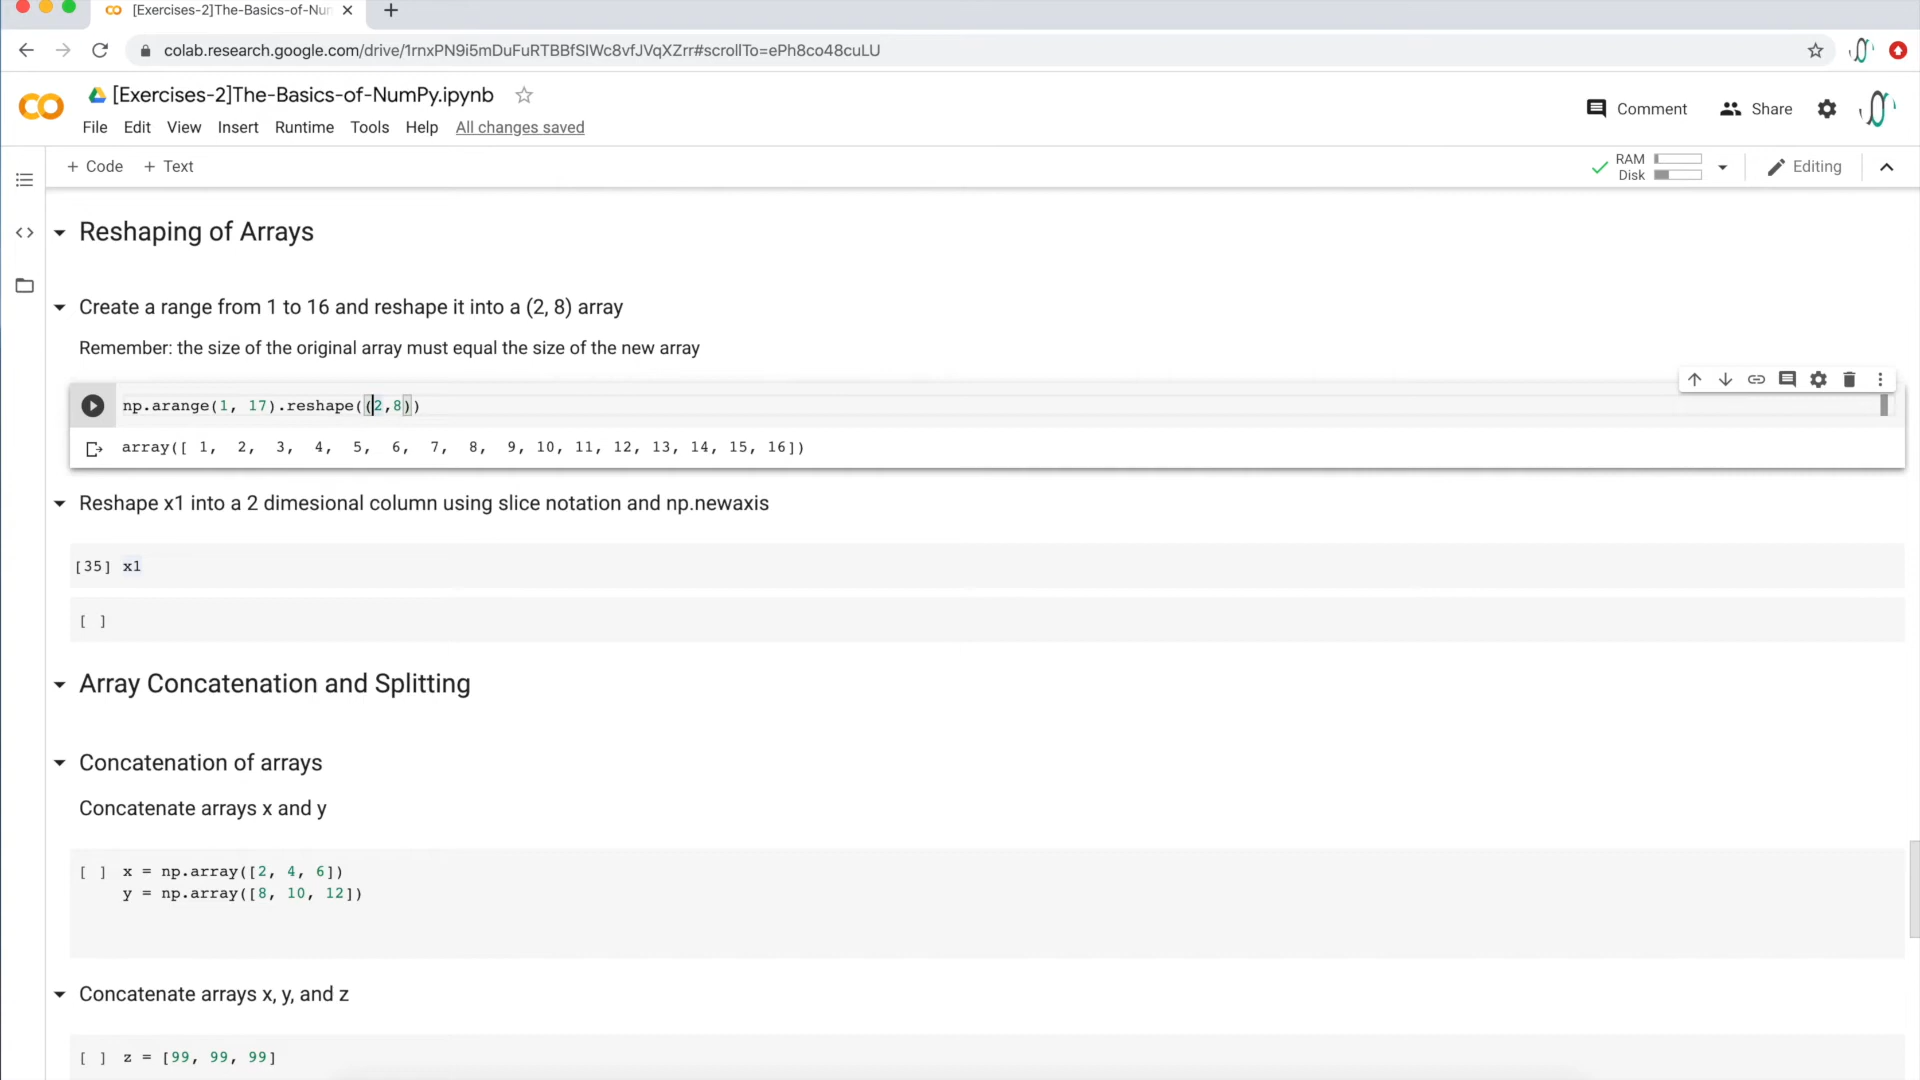 [Exercises-2]The-Basics-of-Nun
colab.research.google.com/drive/1rnxPN9i5mDuFuRTBBfSlWc8vfJVqXZrr#scrollTo=ePh8co48cuLU
[Exercises-2]The-Basics-of-NumPy.ipynb
Comment
Share
File Edit View Insert Runtime Tools Help All changes saved
+ Code + Text
RAM
Disk
Editing
Reshaping of Arrays
Create a range from 1 to 16 and reshape it into a (2, 8) array
Remember: the size of the original array must equal the size of the new array
np.arange(1, 17).reshape((2,8))
array([ 1, 2, 3, 4, 5, 6, 7, 8, 9, 10, 11, 12, 13, 14, 15, 16])
Reshape x1 into a 2 dimesional column using slice notation and np.newaxis
[35] x1
[ ]
Array Concatenation and Splitting
Concatenation of arrays
Concatenate arrays x and y
[ ] x = np.array([2, 4, 6])
y = np.array([8, 10, 12])
Concatenate arrays x, y, and z
[ ] z = [99, 99, 99]